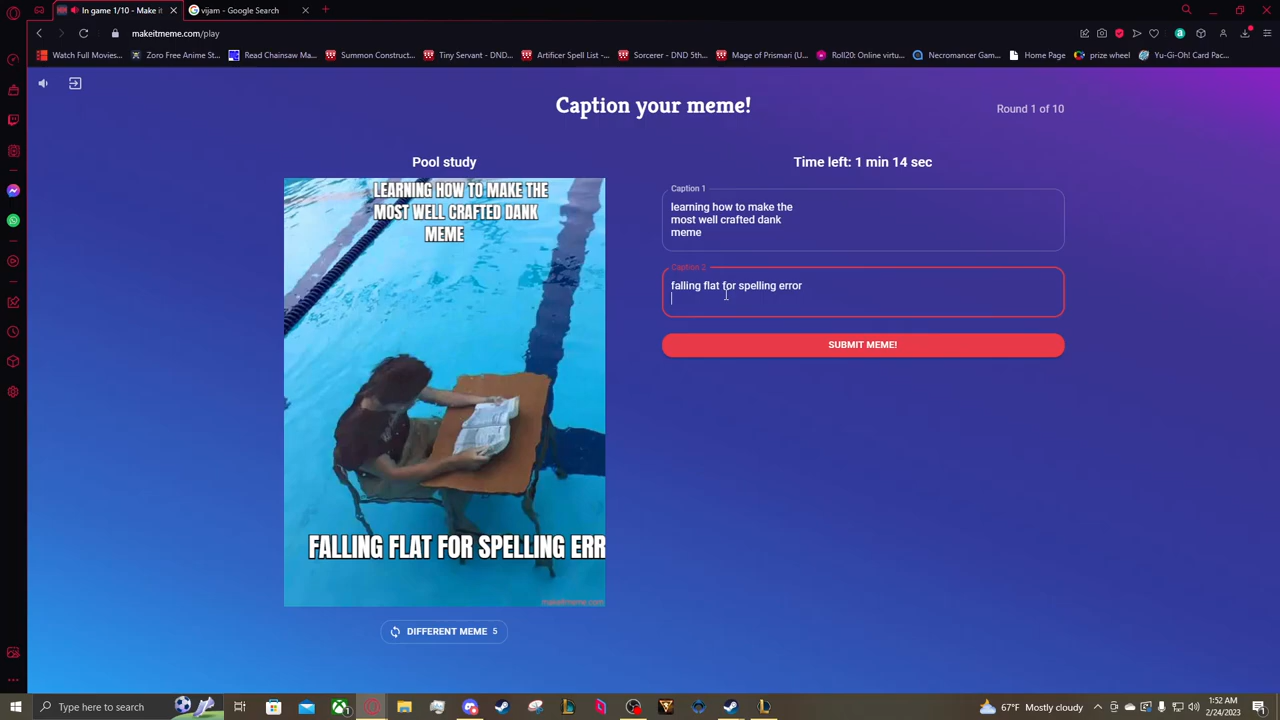 In game 1/10 - Make it
vijam - Google Search
makeitmeme.com/play
Watch Full Movies...
Zoro Free Anime St...
Read Chainsaw Ma...
Summon Construct...
Tiny Servant - DND...
Artificer Spell List -...
Sorcerer - DND 5th...
Mage of Prismari (U...
Roll20: Online virtu...
Necromancer Gamer
Home Page
prize wheel
Yu-Gi-Oh! Card Pac...
Caption your meme!
Round 1 of 10
Pool study
Time left: 1 min 14 sec
LEARNING HOW TO MAKE THE
MOST WELL CRAFTED DANK
MEME
FALLING FLAT FOR SPELLING ERR
makeitmeme.com
DIFFERENT MEME 5
Caption 1
learning how to make the
most well crafted dank
meme
Caption 2
falling flat for spelling error
SUBMIT MEME!
Type here to search
67°F Mostly cloudy
1:52 AM
2/24/2023